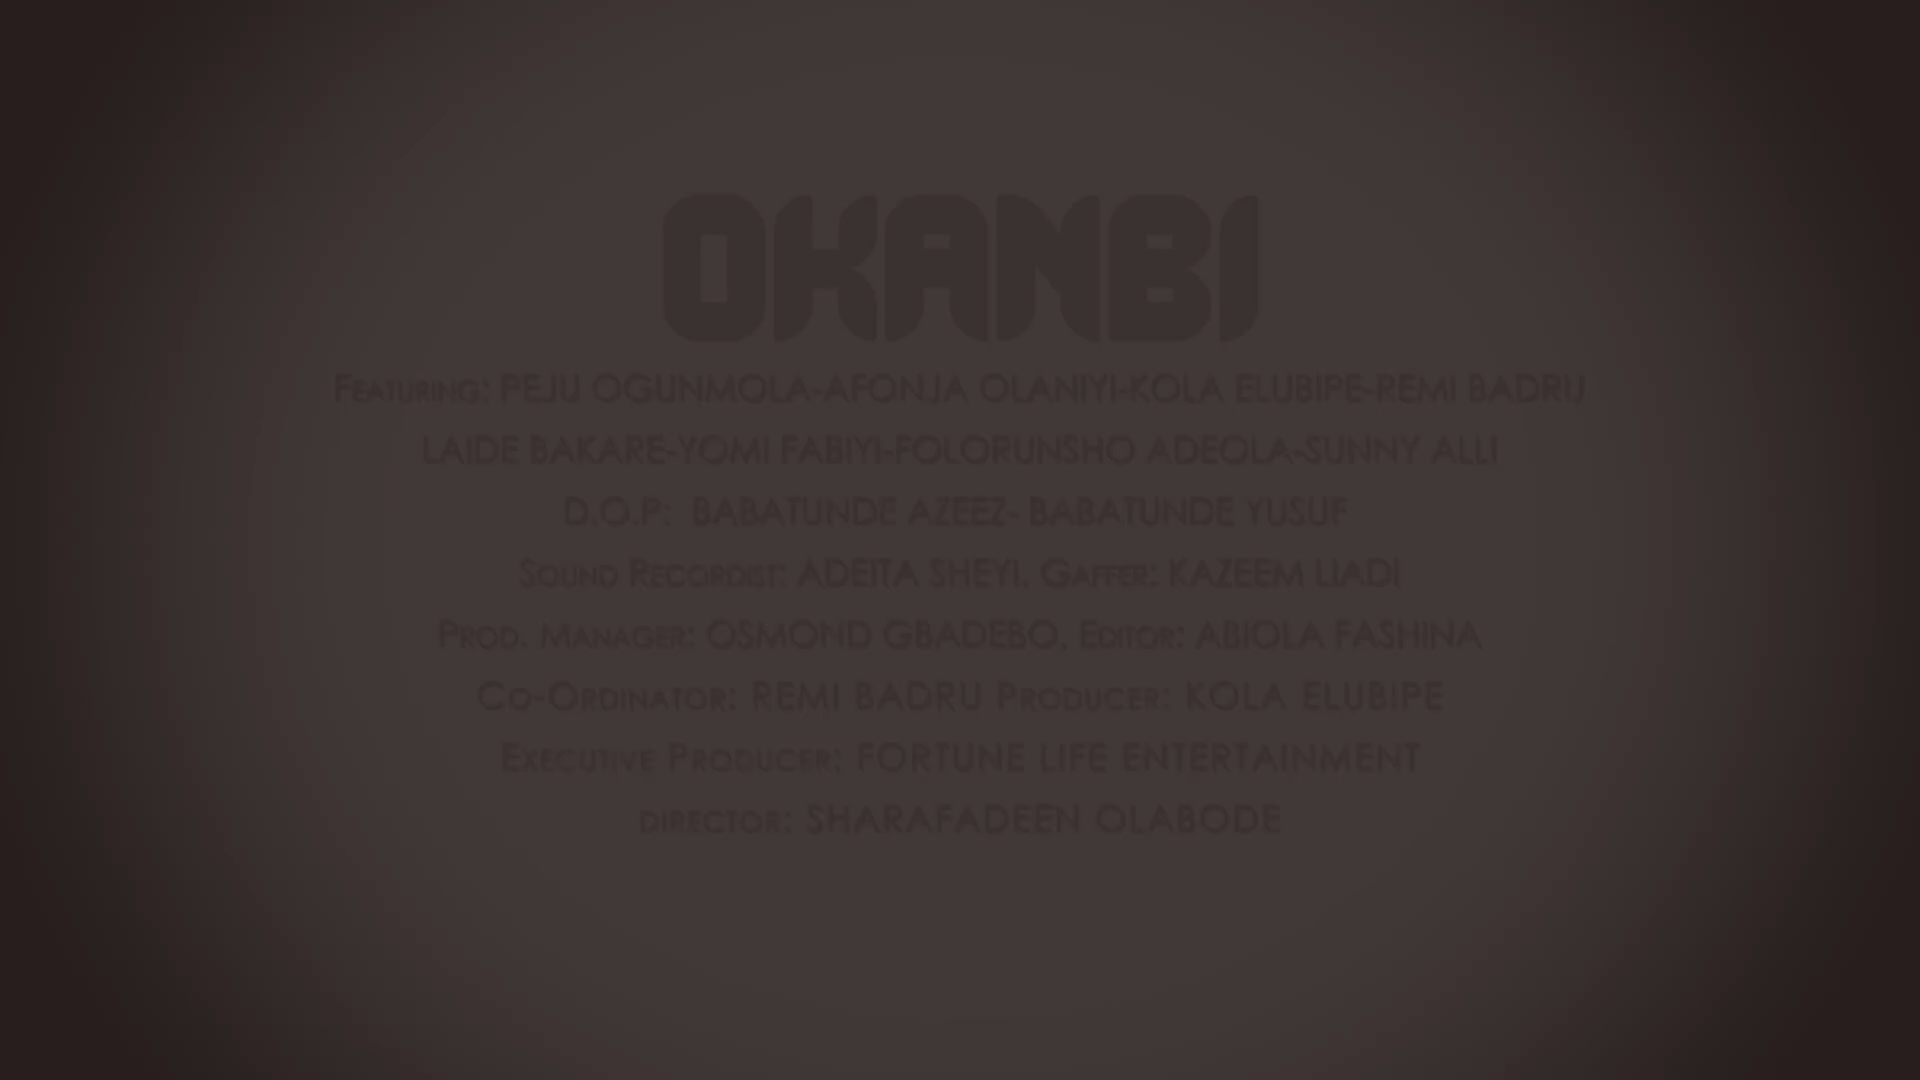 OKANBI
Featuring: PEJU OGUNMOLA-AFONJA OLANIYI-KOLA ELUBIPE-REMI BADRU
LAIDE BAKARE-YOMI FABIYI-FOLORUNSHO ADEOLA-SUNNY ALLI
D.O.P: BABATUNDE AZEEZ- BABATUNDE YUSUF
Sound Recordist: ADEITA SHEYI, Gaffer: KAZEEM LIADI
Prod. Manager: OSMOND GBADEBO, Editor: ABIOLA FASHINA
Co-Ordinator: REMI BADRU Producer: KOLA ELUBIPE
Executive Producer: FORTUNE LIFE ENTERTAINMENT
DIRECTOR: SHARAFADEEN OLABODE